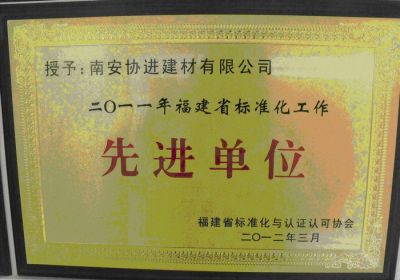 授予：南安协进建材有限公司
二〇一一年福建省标准化工作
先进单位
福建省标准化与认证认可协会
二〇一二年三月